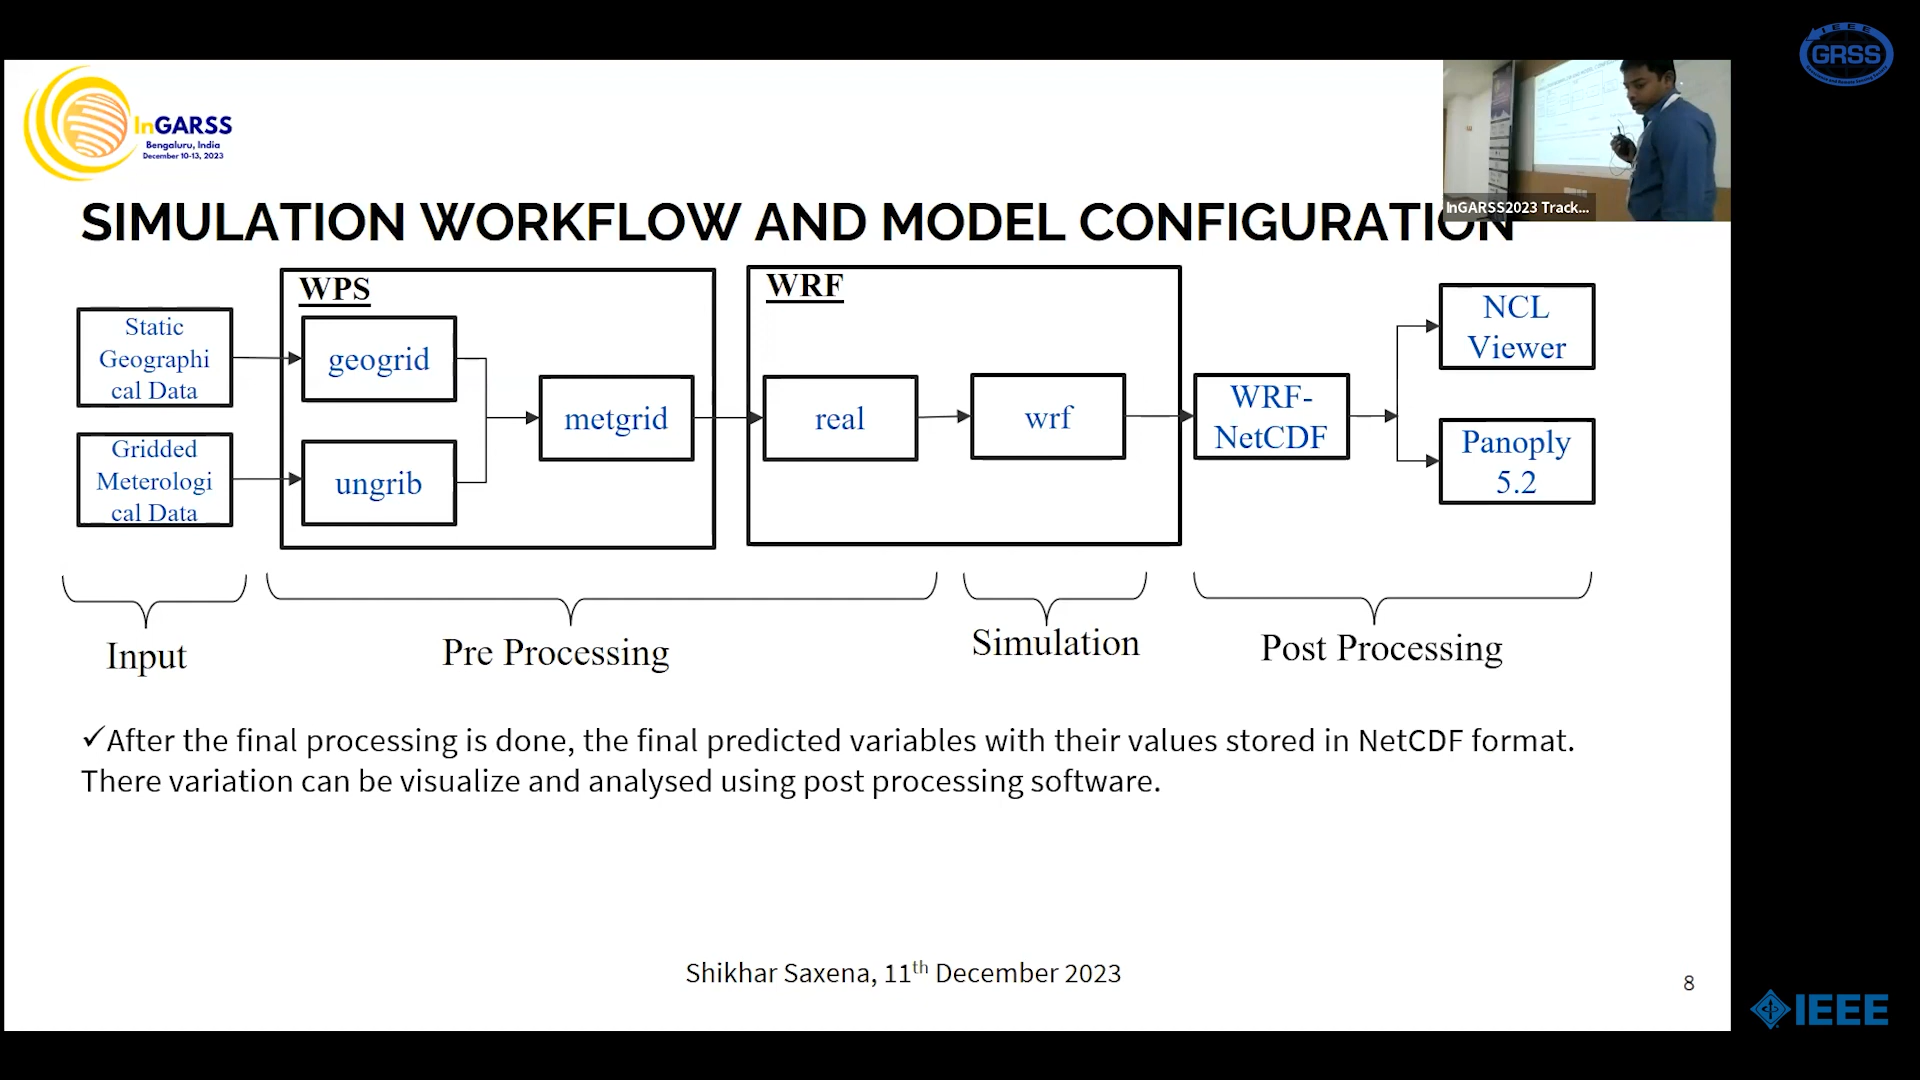 IEEE
GRSS
InGARSS
Bengaluru, India
December 10-13, 2023
InGARSS2023 Track...
SIMULATION WORKFLOW AND MODEL CONFIGURATION
WPS
WRF
Static
Geographi
cal Data
Gridded
Meterologi
cal Data
geogrid
ungrib
metgrid
real
wrf
WRF-
NetCDF
NCL
Viewer
Panoply
5.2
Input
Pre Processing
Simulation
Post Processing
✓After the final processing is done, the final predicted variables with their values stored in NetCDF format.
There variation can be visualize and analysed using post processing software.
Shikhar Saxena, 11th December 2023
8
IEEE